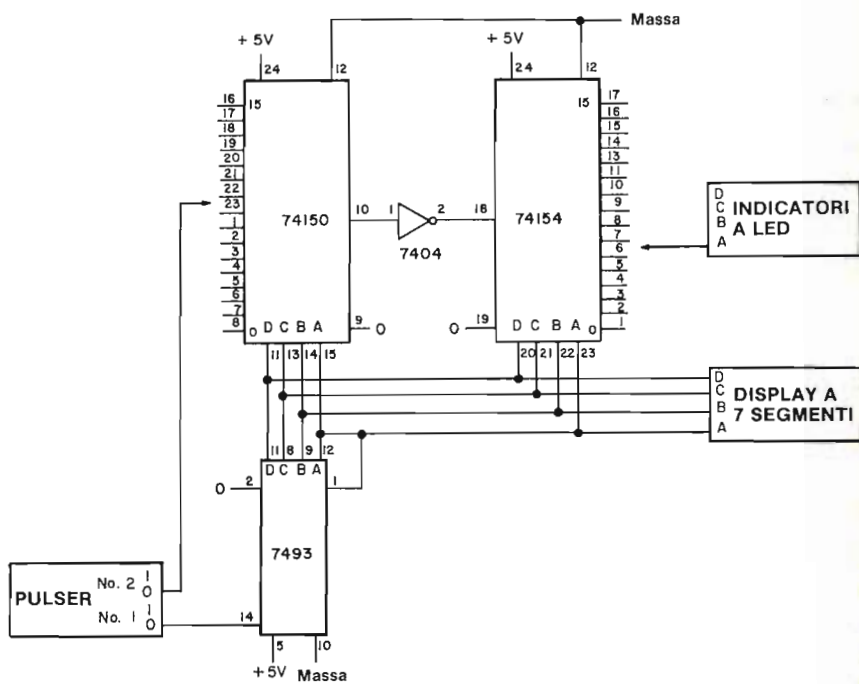 Massa
+5V
+5V
24
12
24
12
16
15
17
18
19
20
21
22
23
1
2
3
4
5
6
7
8
0
74150
10
1
2
7404
18
74154
15
17
16
15
14
13
11
10
9
8
7
6
5
4
3
2
1
0
D C B A
9
0
0
19
D C B A
11 13 14 15
20 21 22 23
D
C
B
A
INDICATORI
A LED
D
C
B
A
DISPLAY A
7 SEGMENTI
11 8 9 12
D C B A
0
2
1
7493
PULSER
No. 2
1
0
No. 1
1
0
14
5
10
+5V
Massa